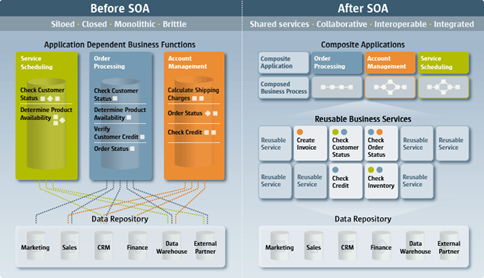 Before SOA
Siloed · Closed · Monolithic · Brittle
Application Dependent Business Functions
Service
Scheduling
Check Customer
Status
Determine Product
Availability
Order
Processing
Check Customer
Status
Determine Product
Availability
Verify
Customer Credit
Order Status
Account
Management
Calculate Shipping
Charges
Order Status
Check Credit
Data Repository
Marketing
Sales
CRM
Finance
Data
Warehouse
External
Partner
After SOA
Shared services · Collaborative · Interoperable · Integrated
Composite Applications
Composite
Application
Order
Processing
Account
Management
Service
Scheduling
Composed
Business Process
Reusable Business Services
Reusable
Service
Create
Invoice
Check
Customer
Status
Check
Order
Status
Reusable
Service
Reusable
Service
Reusable
Service
Reusable
Service
Check
Credit
Check
Inventory
Reusable
Service
Reusable
Service
Data Repository
Marketing
Sales
CRM
Finance
Data
Warehouse
External
Partner